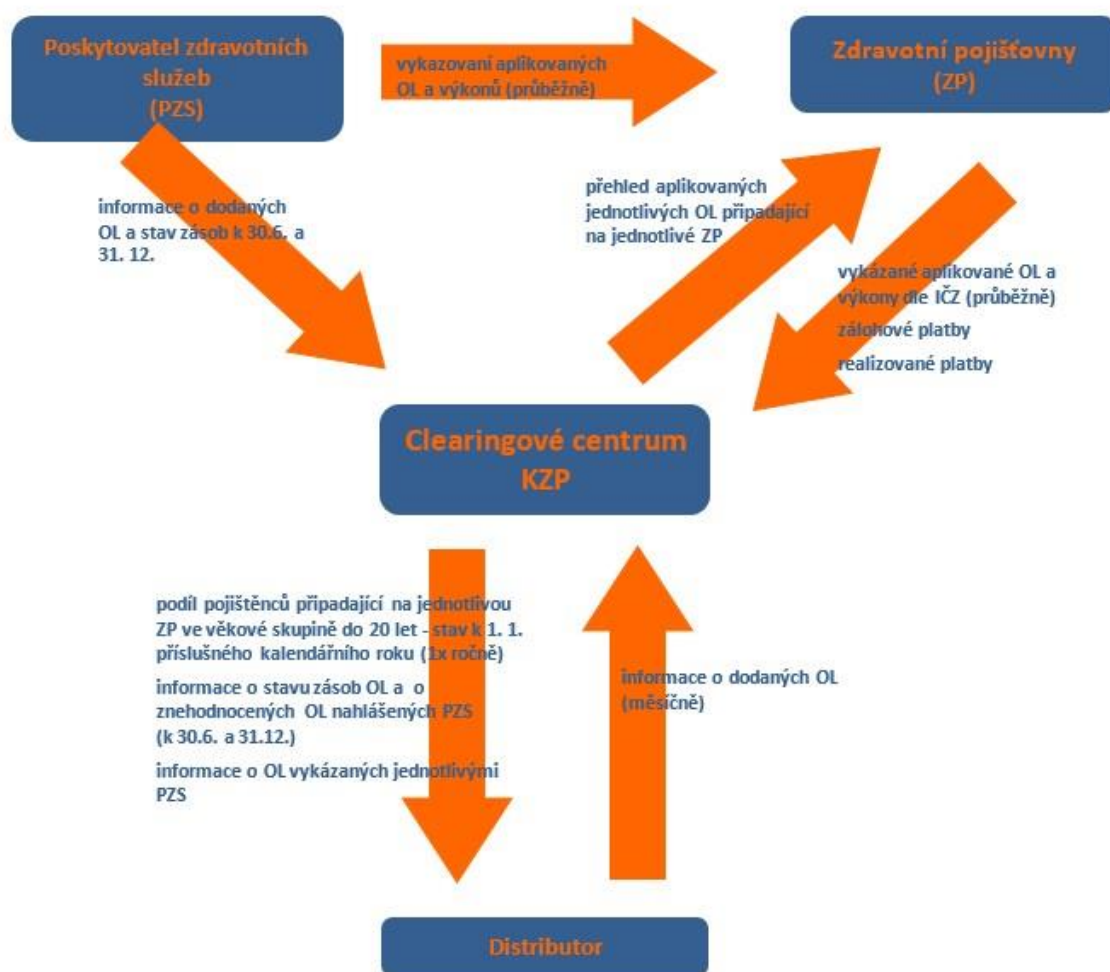 Poskytovatel zdravotních
služeb
(PZS)
vykazovaní aplikovaných
OL a výkonů (průběžně)
Zdravotní pojišťovny
(ZP)
informace o dodaných
OL a stav zásob k 30.6. a
31. 12.
přehled aplikovaných
jednotlivých OL připadající
na jednotlivé ZP
vykázané aplikované OL a
výkony dle IČZ (průběžně)
zálohové platby
realizované platby
Clearingové centrum
KZP
podíl pojištěnců připadající na jednotlivou
ZP ve věkové skupině do 20 let - stav k 1. 1.
příslušného kalendářního roku (1x ročně)
informace o stavu zásob OL a o
znehodnocených OL nahlášených PZS
(k 30.6. a 31.12.)
informace o OL vykázaných jednotlivými
PZS
informace o dodaných OL
(měsíčně)
Distributor